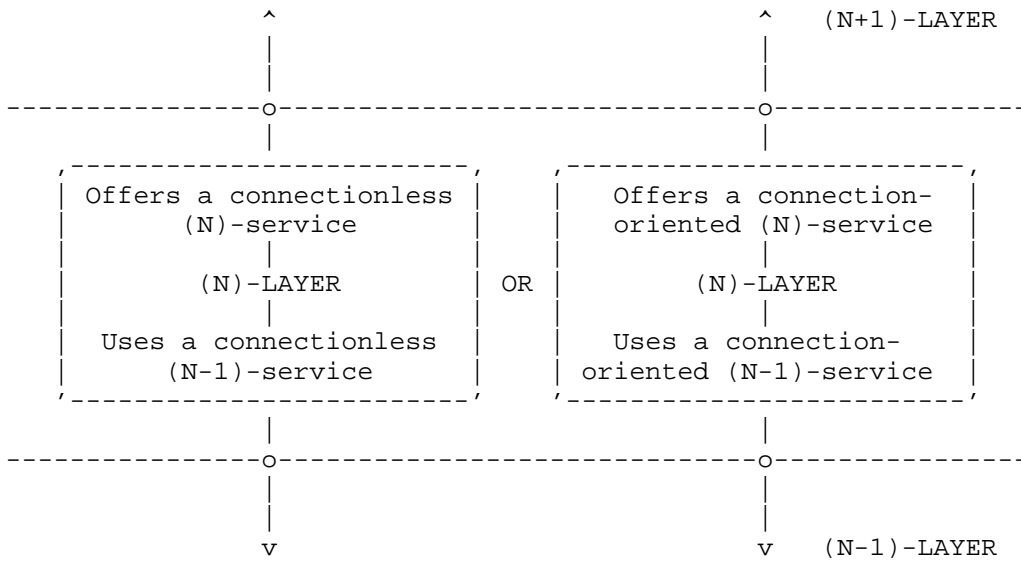 (N+1)-LAYER
Offers a connectionless Offers a connection-
(N)-service oriented (N)-service
(N)-LAYER OR (N)-LAYER
Uses a connectionless Uses a connection-
(N-1)-service oriented (N-1)-service
(N-1)-LAYER